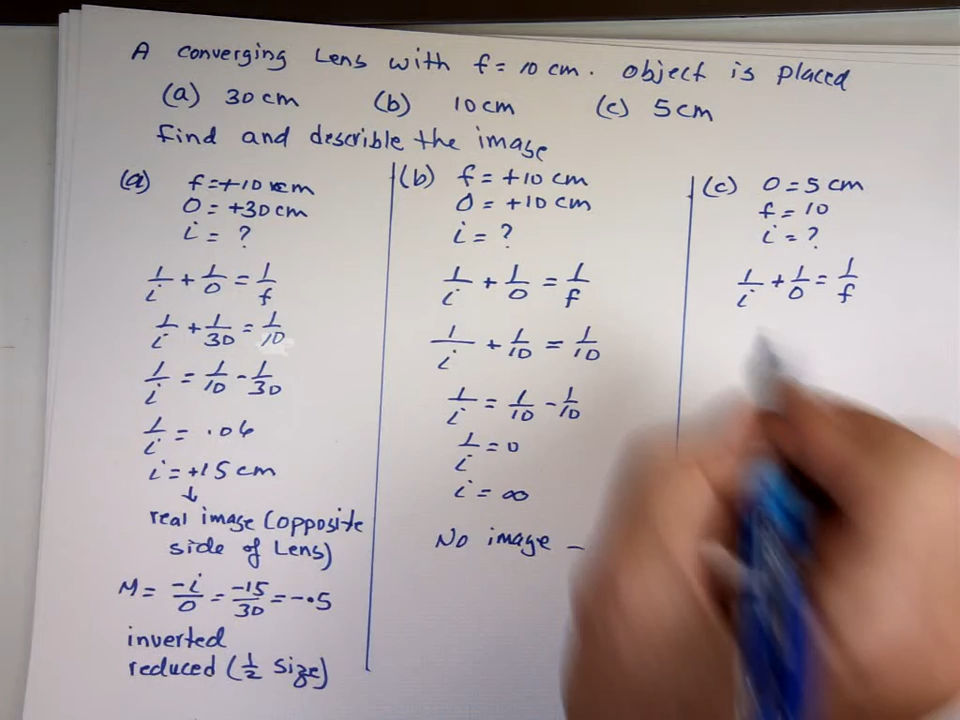 A converging Lens with f = 10 cm. object is placed
(a) 30 cm (b) 10 cm (c) 5 cm
find and describle the image
(a) f = +10 cm
O = +30 cm
i = ?
1/i + 1/O = 1/f
1/i + 1/30 = 1/10
1/i = 1/10 - 1/30
1/i = .06
i = +15 cm
↓
real image (opposite
side of Lens)
M = -i/O = -15/30 = -.5
inverted
reduced (1/2 size)
(b) f = +10 cm
O = +10 cm
i = ?
1/i + 1/O = 1/f
1/i + 1/10 = 1/10
1/i = 1/10 - 1/10
1/i = 0
i = ∞
No image –
(c) O = 5 cm
f = 10
i = ?
1/i + 1/O = 1/f